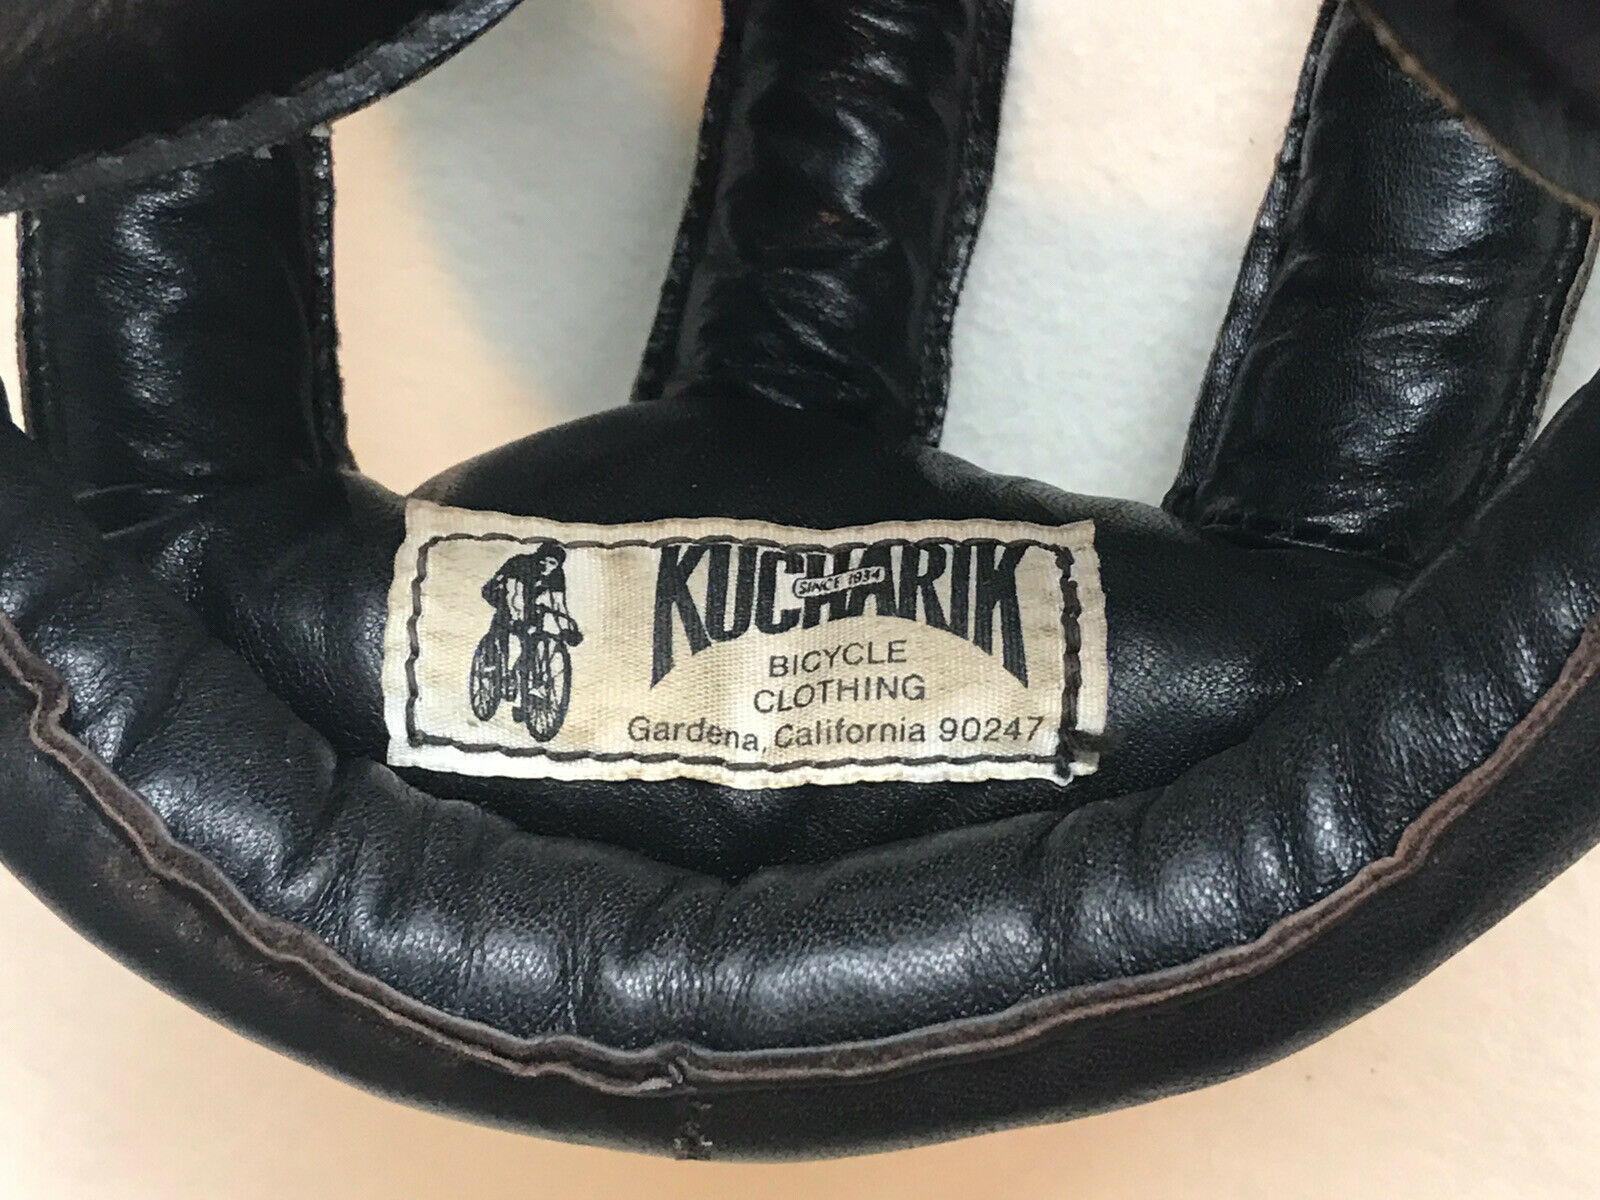 KUCHARIK
SINCE 1934
BICYCLE
CLOTHING
Gardena, California 90247